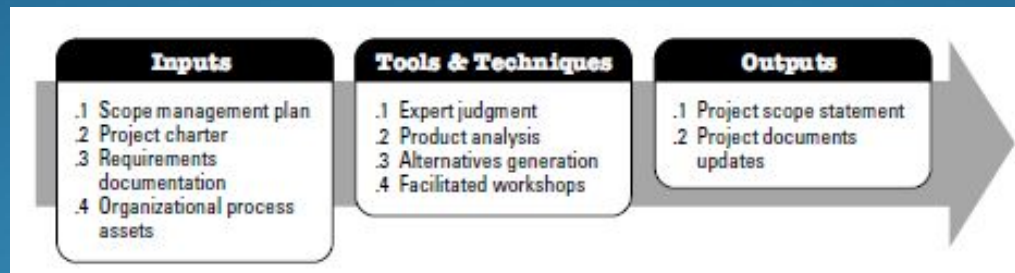 Inputs
.1 Scope management plan
.2 Project charter
.3 Requirements
documentation
.4 Organizational process
assets
Tools & Techniques
.1 Expert judgment
.2 Product analysis
.3 Alternatives generation
.4 Facilitated workshops
Outputs
.1 Project scope statement
.2 Project documents
updates